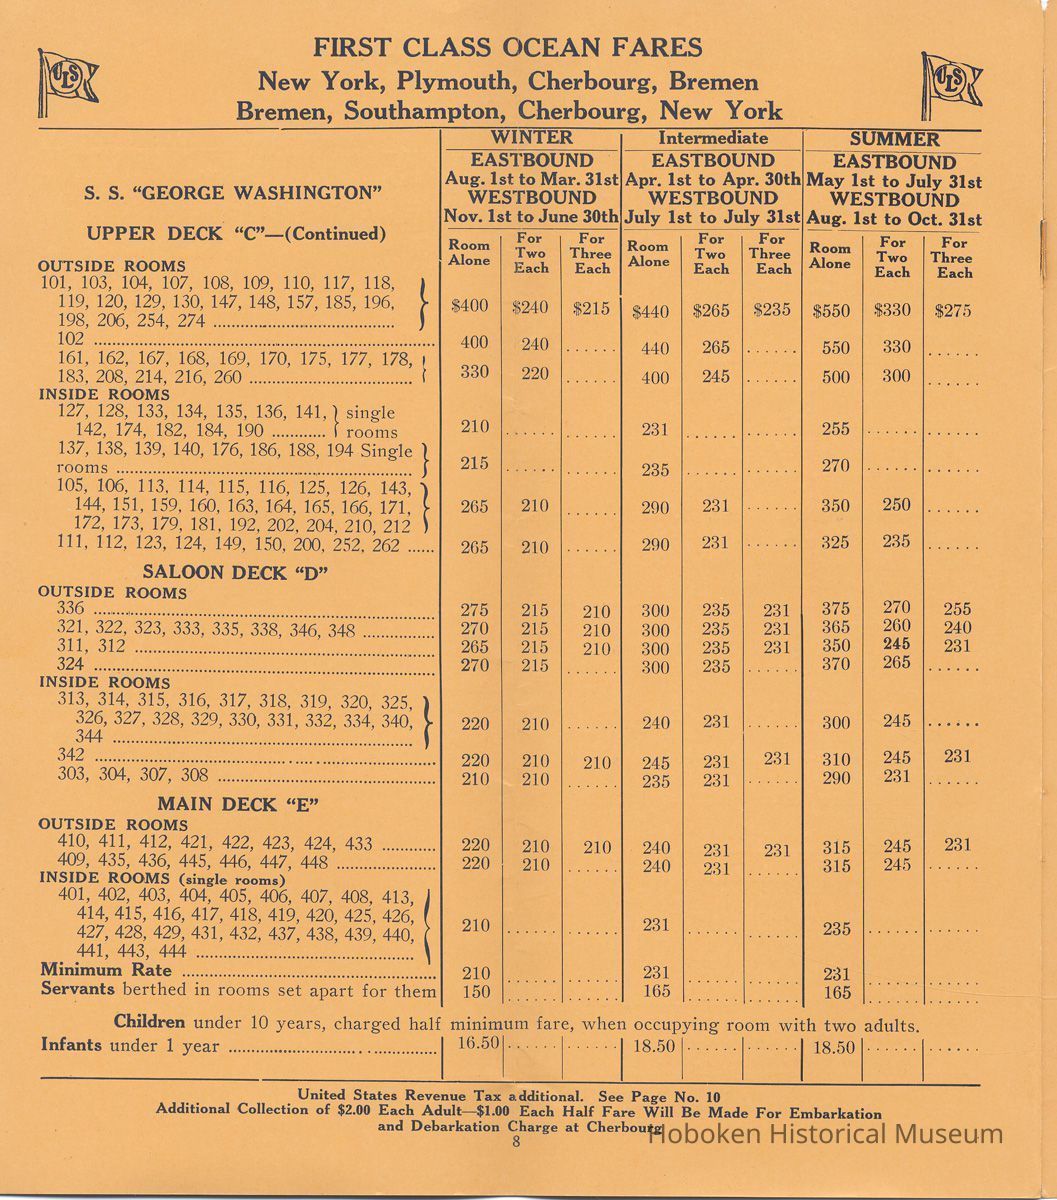 FIRST CLASS OCEAN FARES
New York, Plymouth, Cherbourg, Bremen
Bremen, Southampton, Cherbourg, New York
USL USL
WINTER Intermediate SUMMER
EASTBOUND EASTBOUND EASTBOUND
Aug. 1st to Mar. 31st Apr. 1st to Apr. 30th May 1st to July 31st
WESTBOUND WESTBOUND WESTBOUND
Nov. 1st to June 30th July 1st to July 31st Aug. 1st to Oct. 31st
S. S. “GEORGE WASHINGTON”
UPPER DECK “C”—(Continued)
Room Alone For Two Each For Three Each Room Alone For Two Each For Three Each Room Alone For Two Each For Three Each
OUTSIDE ROOMS
101, 103, 104, 107, 108, 109, 110, 117, 118,
119, 120, 129, 130, 147, 148, 157, 185, 196,
198, 206, 254, 274 ..... $400 $240 $215 $440 $265 $235 $550 $330 $275
102 ..... 400 240 ...... 440 265 ...... 550 330 ......
161, 162, 167, 168, 169, 170, 175, 177, 178,
183, 208, 214, 216, 260 ..... 330 220 ...... 400 245 ...... 500 300 ......
INSIDE ROOMS
127, 128, 133, 134, 135, 136, 141, } single
142, 174, 182, 184, 190 ..... } rooms 210 ...... ...... 231 ...... ...... 255 ...... ......
137, 138, 139, 140, 176, 186, 188, 194 Single
rooms ..... 215 ...... ...... 235 ...... ...... 270 ...... ......
105, 106, 113, 114, 115, 116, 125, 126, 143,
144, 151, 159, 160, 163, 164, 165, 166, 171,
172, 173, 179, 181, 192, 202, 204, 210, 212 265 210 ...... 290 231 ...... 350 250 ......
111, 112, 123, 124, 149, 150, 200, 252, 262 ...... 265 210 ...... 290 231 ...... 325 235 ......
SALOON DECK “D”
OUTSIDE ROOMS
336 ..... 275 215 210 300 235 231 375 270 255
321, 322, 323, 333, 335, 338, 346, 348 ..... 270 215 210 300 235 231 365 260 240
311, 312 ..... 265 215 210 300 235 231 350 245 231
324 ..... 270 215 ...... 300 235 ...... 370 265 ......
INSIDE ROOMS
313, 314, 315, 316, 317, 318, 319, 320, 325,
326, 327, 328, 329, 330, 331, 332, 334, 340,
344 ..... 220 210 ...... 240 231 ...... 300 245 ......
342 ..... 220 210 210 245 231 231 310 245 231
303, 304, 307, 308 ..... 210 210 ...... 235 231 ...... 290 231 ......
MAIN DECK “E”
OUTSIDE ROOMS
410, 411, 412, 421, 422, 423, 424, 433 ..... 220 210 210 240 231 231 315 245 231
409, 435, 436, 445, 446, 447, 448 ..... 220 210 ...... 240 231 ...... 315 245 ......
INSIDE ROOMS (single rooms)
401, 402, 403, 404, 405, 406, 407, 408, 413,
414, 415, 416, 417, 418, 419, 420, 425, 426,
427, 428, 429, 431, 432, 437, 438, 439, 440,
441, 443, 444 ..... 210 ...... ...... 231 ...... ...... 235 ...... ......
Minimum Rate ..... 210 ...... ...... 231 ...... ...... 231 ...... ......
Servants berthed in rooms set apart for them 150 ...... ...... 165 ...... ...... 165 ...... ......
Children under 10 years, charged half minimum fare, when occupying room with two adults.
Infants under 1 year ..... 16.50 ...... ...... 18.50 ...... ...... 18.50 ...... ......
United States Revenue Tax additional. See Page No. 10
Additional Collection of $2.00 Each Adult—$1.00 Each Half Fare Will Be Made For Embarkation
and Debarkation Charge at Cherbourg
8
Hoboken Historical Museum